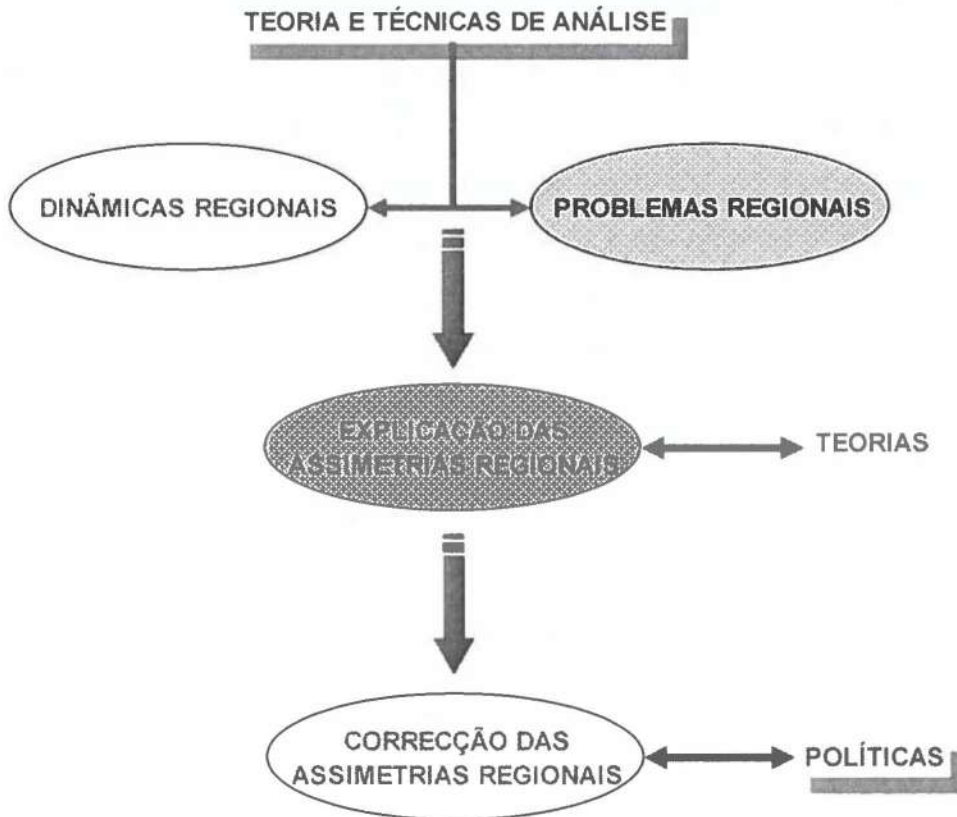 TEORIA E TÉCNICAS DE ANÁLISE
DINÂMICAS REGIONAIS
PROBLEMAS REGIONAIS
EXPLICAÇÃO DAS
ASSIMETRIAS REGIONAIS
TEORIAS
CORRECÇÃO DAS
ASSIMETRIAS REGIONAIS
POLÍTICAS